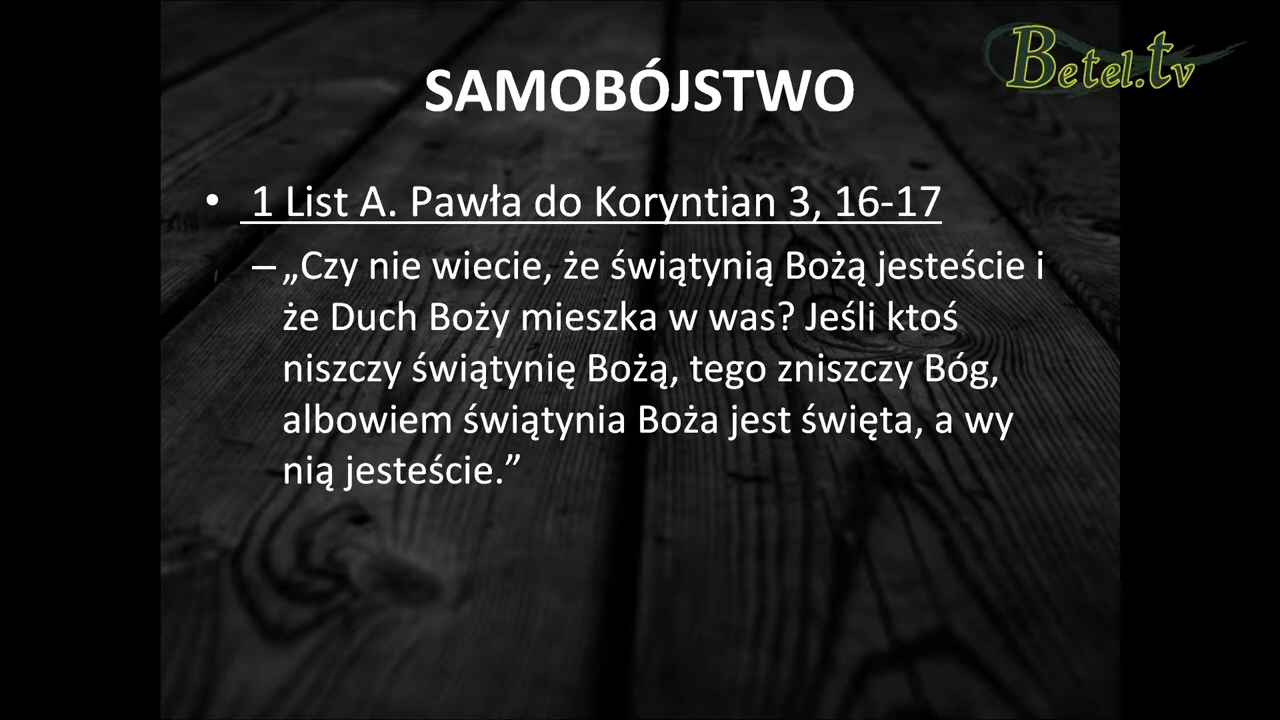 Betel.tv
SAMOBÓJSTWO
• 1 List A. Pawła do Koryntian 3, 16-17
– „Czy nie wiecie, że świątynią Bożą jesteście i
że Duch Boży mieszka w was? Jeśli ktoś
niszczy świątynię Bożą, tego zniszczy Bóg,
albowiem świątynia Boża jest święta, a wy
nią jesteście.”